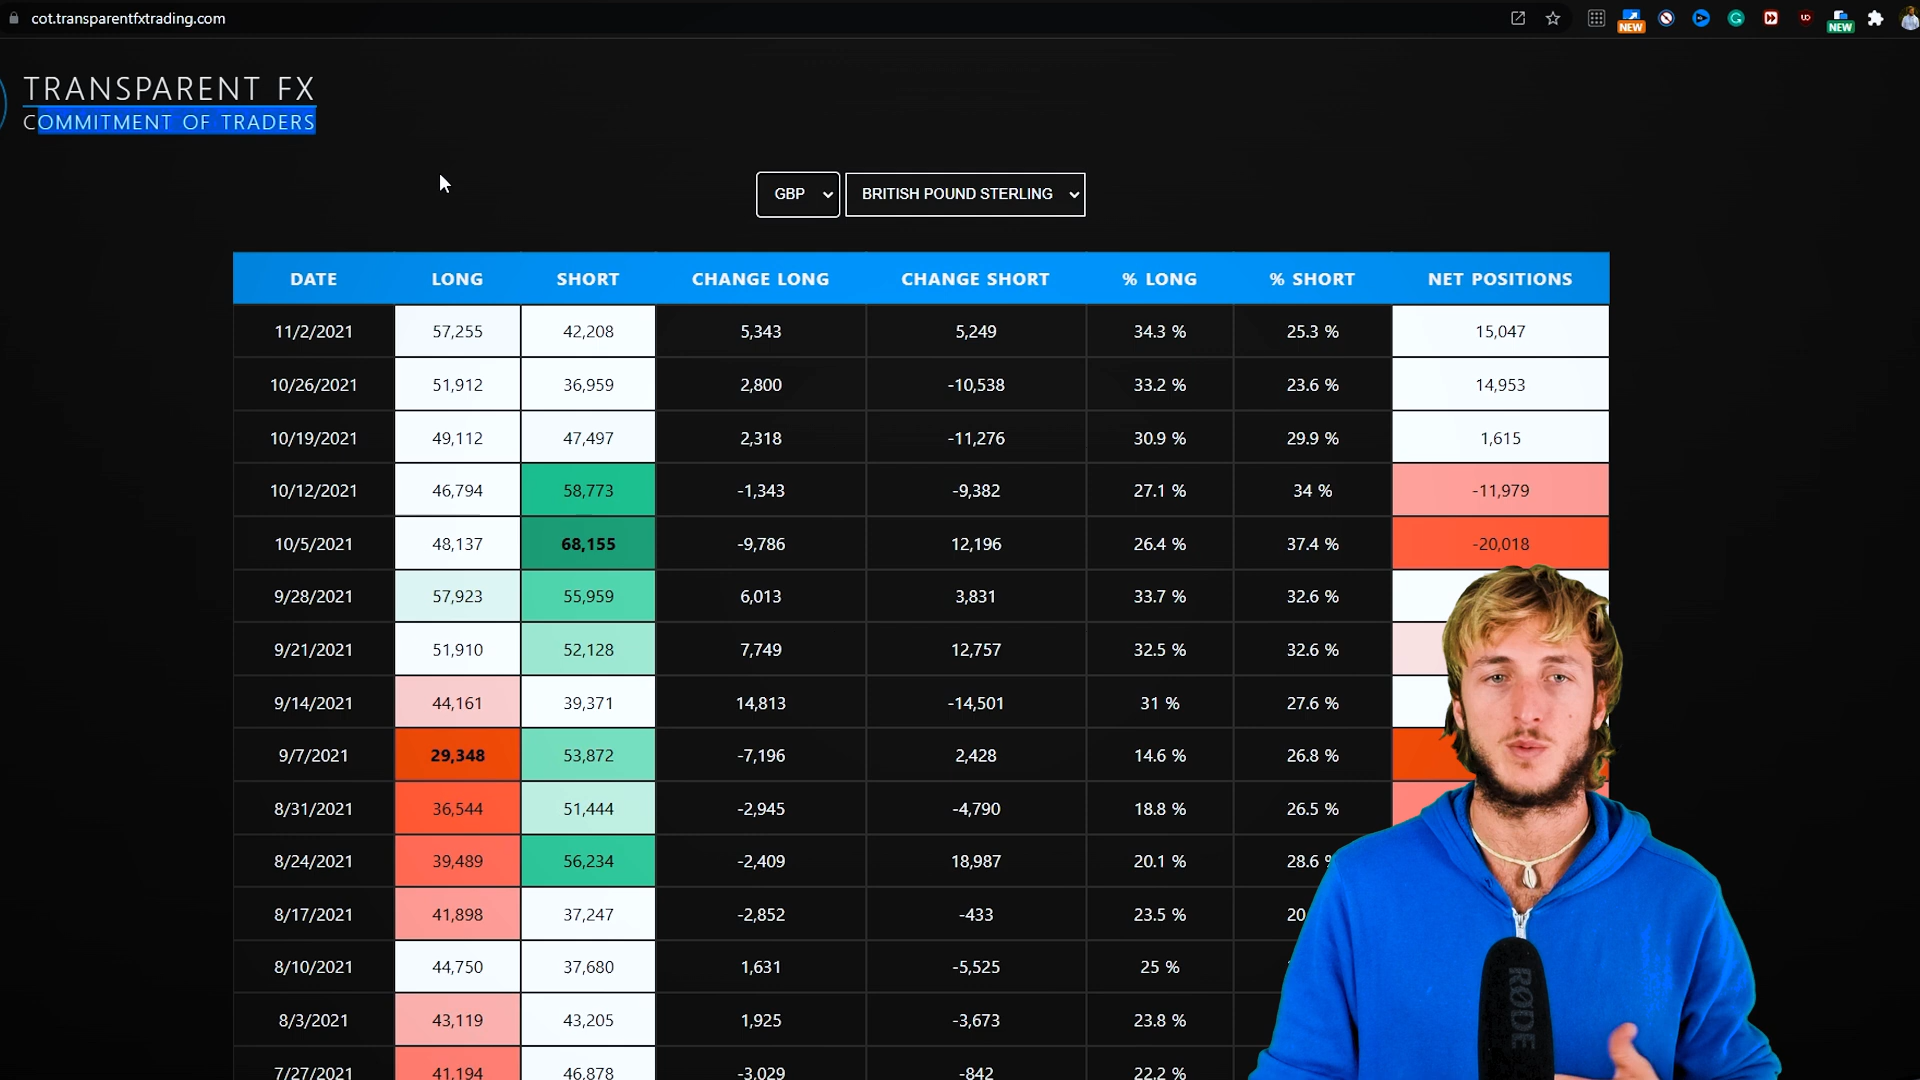 cot.transparentfxtrading.com
NEW
NEW
TRANSPARENT FX
COMMITMENT OF TRADERS
GBP BRITISH POUND STERLING
DATE LONG SHORT CHANGE LONG CHANGE SHORT % LONG % SHORT NET POSITIONS
11/2/2021 57,255 42,208 5,343 5,249 34.3 % 25.3 % 15,047
10/26/2021 51,912 36,959 2,800 -10,538 33.2 % 23.6 % 14,953
10/19/2021 49,112 47,497 2,318 -11,276 30.9 % 29.9 % 1,615
10/12/2021 46,794 58,773 -1,343 -9,382 27.1 % 34 % -11,979
10/5/2021 48,137 68,155 -9,786 12,196 26.4 % 37.4 % -20,018
9/28/2021 57,923 55,959 6,013 3,831 33.7 % 32.6 %
9/21/2021 51,910 52,128 7,749 12,757 32.5 % 32.6 %
9/14/2021 44,161 39,371 14,813 -14,501 31 % 27.6 %
9/7/2021 29,348 53,872 -7,196 2,428 14.6 % 26.8 %
8/31/2021 36,544 51,444 -2,945 -4,790 18.8 % 26.5 %
8/24/2021 39,489 56,234 -2,409 18,987 20.1 % 28.6 %
8/17/2021 41,898 37,247 -2,852 -433 23.5 % 20
8/10/2021 44,750 37,680 1,631 -5,525 25 %
8/3/2021 43,119 43,205 1,925 -3,673 23.8 %
7/27/2021 41,194 46,878 -3,029 -842 22.2 %
RØDE